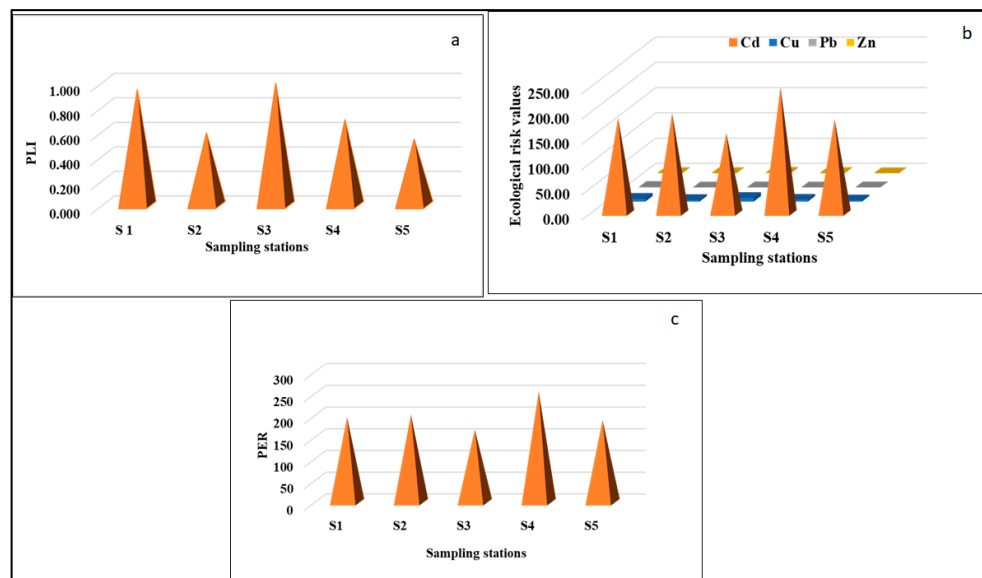 a
1.000
0.800
0.600
0.400
0.200
0.000
PLI
S 1 S2 S3 S4 S5
Sampling stations
b
Cd Cu Pb Zn
250.00
200.00
150.00
100.00
50.00
0.00
Ecological risk values
S1 S2 S3 S4 S5
Sampling stations
c
300
250
200
150
100
50
0
PER
S1 S2 S3 S4 S5
Sampling stations